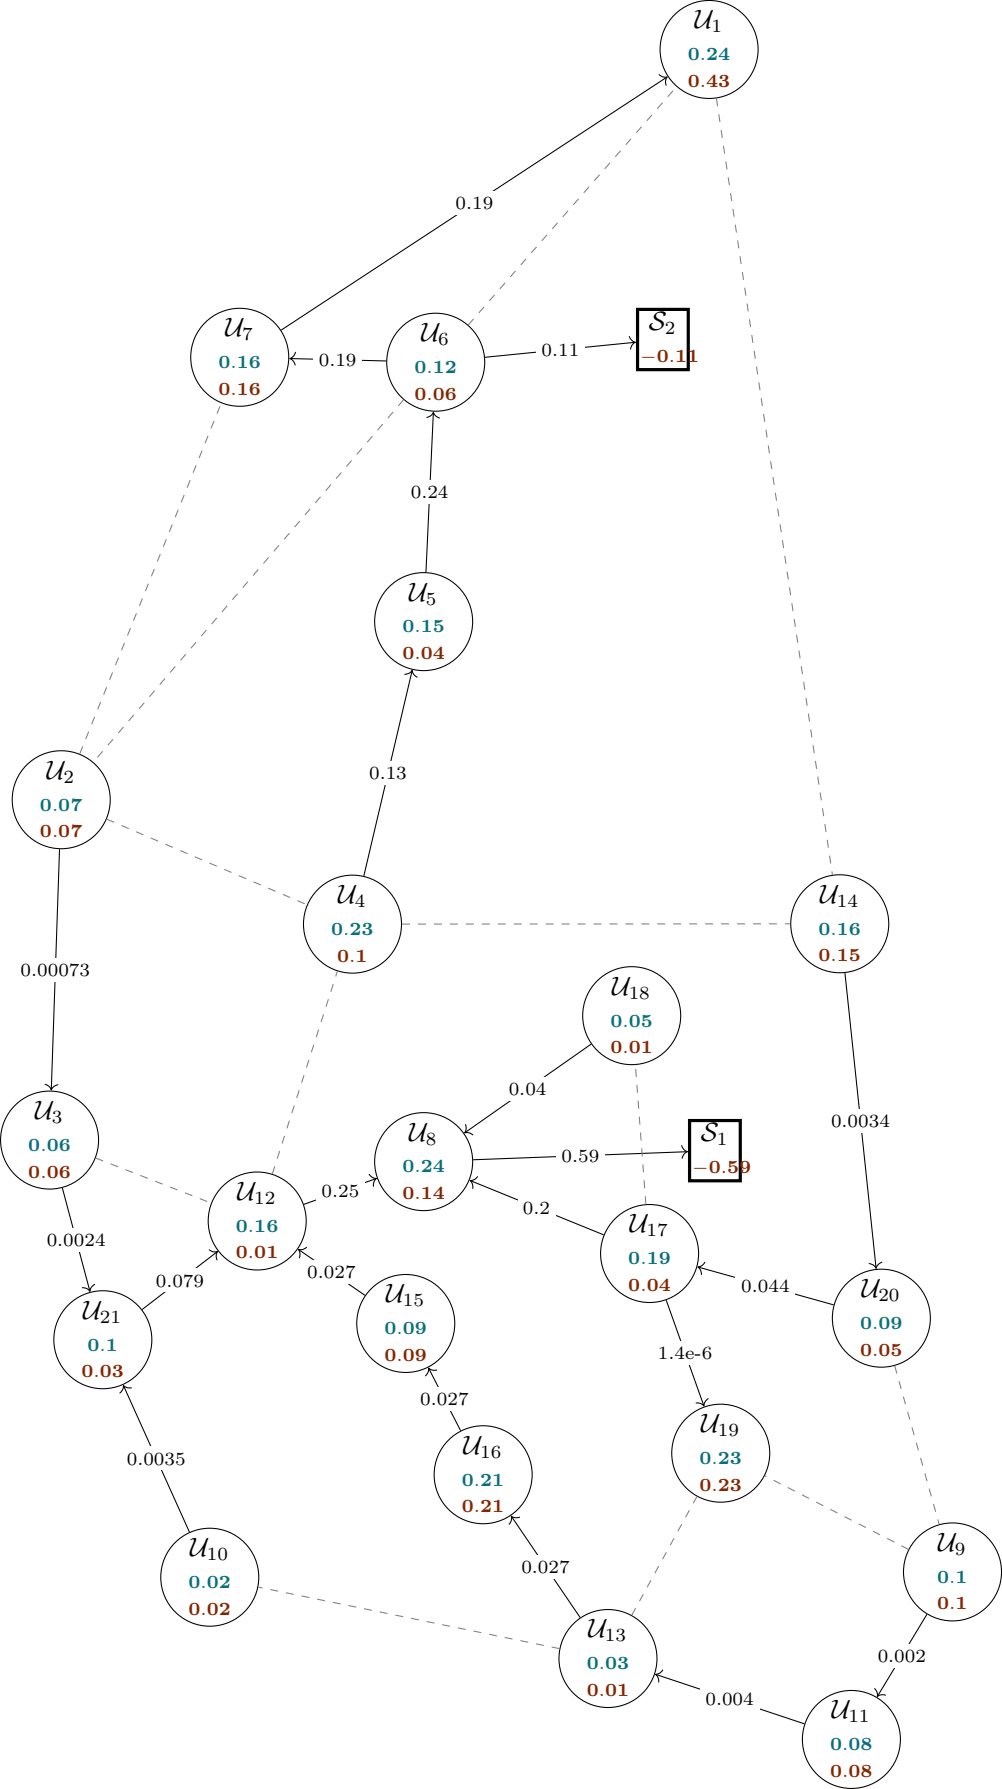 𝒰₁
0.24
0.43
0.19
𝒰₇
0.16
0.16
0.19
𝒰₆
0.12
0.06
0.11
𝒮₂
−0.11
0.24
𝒰₅
0.15
0.04
0.13
𝒰₂
0.07
0.07
𝒰₄
0.23
0.1
𝒰₁₄
0.16
0.15
0.00073
𝒰₁₈
0.05
0.01
0.04
0.0034
𝒰₃
0.06
0.06
𝒰₈
0.24
0.14
0.59
𝒮₁
−0.59
𝒰₁₂
0.16
0.01
0.25
0.2
𝒰₁₇
0.19
0.04
0.0024
0.079
0.027
0.044
𝒰₂₁
0.1
0.03
𝒰₁₅
0.09
0.09
𝒰₂₀
0.09
0.05
1.4e-6
0.027
𝒰₁₉
0.23
0.23
0.0035
𝒰₁₆
0.21
0.21
𝒰₁₀
0.02
0.02
0.027
𝒰₉
0.1
0.1
𝒰₁₃
0.03
0.01
0.002
0.004
𝒰₁₁
0.08
0.08